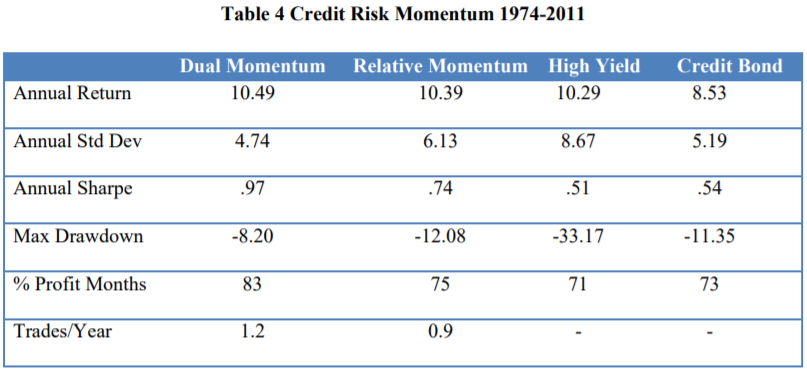 Table 4 Credit Risk Momentum 1974-2011
Dual Momentum Relative Momentum High Yield Credit Bond
Annual Return 10.49 10.39 10.29 8.53
Annual Std Dev 4.74 6.13 8.67 5.19
Annual Sharpe .97 .74 .51 .54
Max Drawdown -8.20 -12.08 -33.17 -11.35
% Profit Months 83 75 71 73
Trades/Year 1.2 0.9 - -